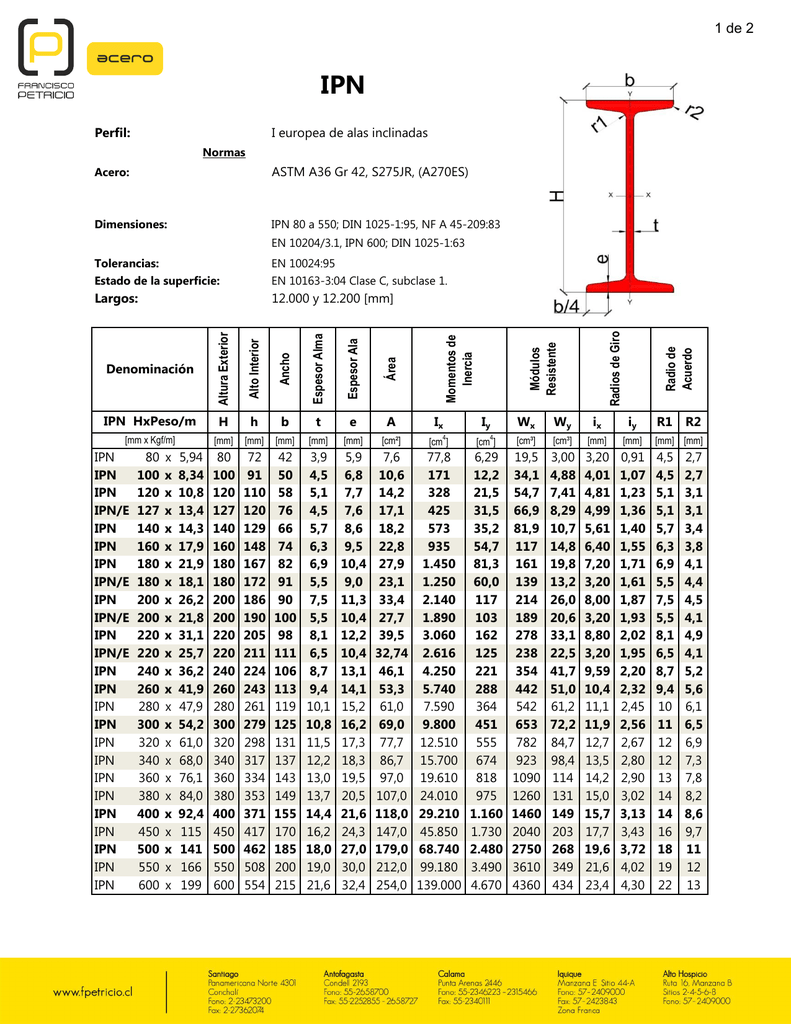 1 de 2
FRANCISCO
PETRICIO
acero
IPN
Perfil: I europea de alas inclinadas
Normas
Acero: ASTM A36 Gr 42, S275JR, (A270ES)
Dimensiones: IPN 80 a 550; DIN 1025-1:95, NF A 45-209:83
EN 10204/3.1, IPN 600; DIN 1025-1:63
Tolerancias: EN 10024:95
Estado de la superficie: EN 10163-3:04 Clase C, subclase 1.
Largos: 12.000 y 12.200 [mm]
b
Y
r1
r2
H
x x
t
e
Y
b/4
Denominación Altura Exterior Alto Interior Ancho Espesor Alma Espesor Ala Área Momentos de Inercia Módulos Resistente Radios de Giro Radio de Acuerdo
IPN HxPeso/m H h b t e A Ix Iy Wx Wy ix iy R1 R2
[mm x Kgf/m] [mm] [mm] [mm] [mm] [mm] [cm²] [cm4] [cm4] [cm³] [cm³] [mm] [mm] [mm] [mm]
IPN 80 x 5,94 80 72 42 3,9 5,9 7,6 77,8 6,29 19,5 3,00 3,20 0,91 4,5 2,7
IPN 100 x 8,34 100 91 50 4,5 6,8 10,6 171 12,2 34,1 4,88 4,01 1,07 4,5 2,7
IPN 120 x 10,8 120 110 58 5,1 7,7 14,2 328 21,5 54,7 7,41 4,81 1,23 5,1 3,1
IPN/E 127 x 13,4 127 120 76 4,5 7,6 17,1 425 31,5 66,9 8,29 4,99 1,36 5,1 3,1
IPN 140 x 14,3 140 129 66 5,7 8,6 18,2 573 35,2 81,9 10,7 5,61 1,40 5,7 3,4
IPN 160 x 17,9 160 148 74 6,3 9,5 22,8 935 54,7 117 14,8 6,40 1,55 6,3 3,8
IPN 180 x 21,9 180 167 82 6,9 10,4 27,9 1.450 81,3 161 19,8 7,20 1,71 6,9 4,1
IPN/E 180 x 18,1 180 172 91 5,5 9,0 23,1 1.250 60,0 139 13,2 3,20 1,61 5,5 4,4
IPN 200 x 26,2 200 186 90 7,5 11,3 33,4 2.140 117 214 26,0 8,00 1,87 7,5 4,5
IPN/E 200 x 21,8 200 190 100 5,5 10,4 27,7 1.890 103 189 20,6 3,20 1,93 5,5 4,1
IPN 220 x 31,1 220 205 98 8,1 12,2 39,5 3.060 162 278 33,1 8,80 2,02 8,1 4,9
IPN/E 220 x 25,7 220 211 111 6,5 10,4 32,74 2.616 125 238 22,5 3,20 1,95 6,5 4,1
IPN 240 x 36,2 240 224 106 8,7 13,1 46,1 4.250 221 354 41,7 9,59 2,20 8,7 5,2
IPN 260 x 41,9 260 243 113 9,4 14,1 53,3 5.740 288 442 51,0 10,4 2,32 9,4 5,6
IPN 280 x 47,9 280 261 119 10,1 15,2 61,0 7.590 364 542 61,2 11,1 2,45 10 6,1
IPN 300 x 54,2 300 279 125 10,8 16,2 69,0 9.800 451 653 72,2 11,9 2,56 11 6,5
IPN 320 x 61,0 320 298 131 11,5 17,3 77,7 12.510 555 782 84,7 12,7 2,67 12 6,9
IPN 340 x 68,0 340 317 137 12,2 18,3 86,7 15.700 674 923 98,4 13,5 2,80 12 7,3
IPN 360 x 76,1 360 334 143 13,0 19,5 97,0 19.610 818 1090 114 14,2 2,90 13 7,8
IPN 380 x 84,0 380 353 149 13,7 20,5 107,0 24.010 975 1260 131 15,0 3,02 14 8,2
IPN 400 x 92,4 400 371 155 14,4 21,6 118,0 29.210 1.160 1460 149 15,7 3,13 14 8,6
IPN 450 x 115 450 417 170 16,2 24,3 147,0 45.850 1.730 2040 203 17,7 3,43 16 9,7
IPN 500 x 141 500 462 185 18,0 27,0 179,0 68.740 2.480 2750 268 19,6 3,72 18 11
IPN 550 x 166 550 508 200 19,0 30,0 212,0 99.180 3.490 3610 349 21,6 4,02 19 12
IPN 600 x 199 600 554 215 21,6 32,4 254,0 139.000 4.670 4360 434 23,4 4,30 22 13
www.fpetricio.cl
Santiago
Panamericana Norte 4301
Conchalí
Fono: 2-23473200
Fax: 2-27362074
Antofagasta
Condell 2193
Fono: 55-2658700
Fax: 55-2252855 - 2658727
Calama
Punta Arenas 2446
Fono: 55-2346223 - 2315466
Fax: 55-2340111
Iquique
Manzana E Sitio 44-A
Fono: 57-2409000
Fax: 57-2423843
Zona Franca
Alto Hospicio
Ruta 16, Manzana B
Sitios 2-4-5-6-8
Fono: 57-2409000